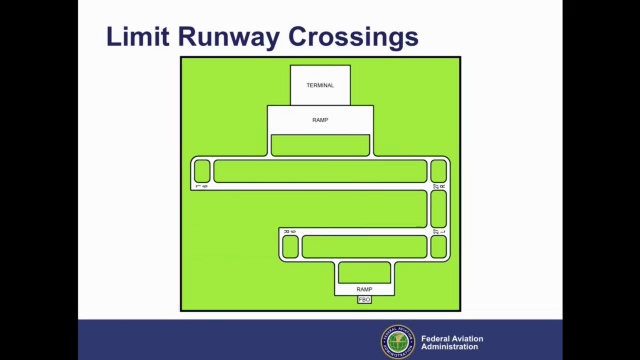 Limit Runway Crossings
TERMINAL
RAMP
RAMP
FBO
Federal Aviation
Administration